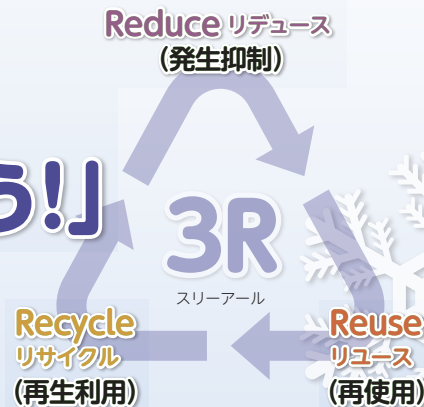 Reduce リデュース
(発生抑制)
う!」
3R
スリーアール
Recycle
リサイクル
(再生利用)
Reuse
リユース
(再使用)